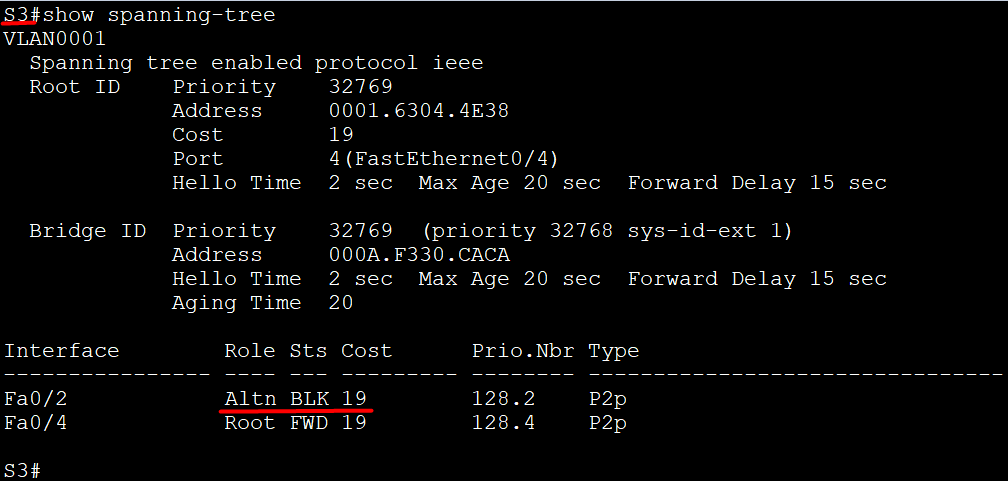 S3#show spanning-tree
VLAN0001
  Spanning tree enabled protocol ieee
  Root ID    Priority    32769
             Address     0001.6304.4E38
             Cost        19
             Port        4(FastEthernet0/4)
             Hello Time  2 sec  Max Age 20 sec  Forward Delay 15 sec

  Bridge ID  Priority    32769  (priority 32768 sys-id-ext 1)
             Address     000A.F330.CACA
             Hello Time  2 sec  Max Age 20 sec  Forward Delay 15 sec
             Aging Time  20

Interface        Role Sts Cost      Prio.Nbr Type
---------------- ---- --- --------- -------- --------------------------------
Fa0/2            Altn BLK 19        128.2    P2p
Fa0/4            Root FWD 19        128.4    P2p

S3#